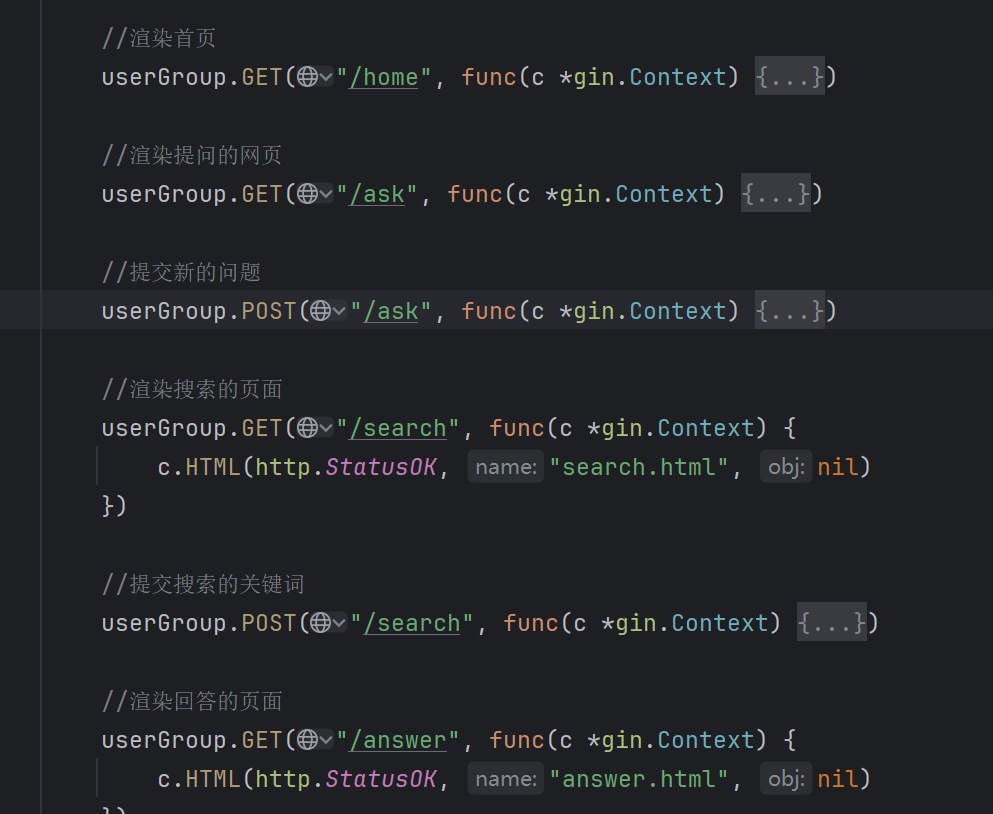 //渲染首页
userGroup.GET("/home", func(c *gin.Context) {...})
//渲染提问的网页
userGroup.GET("/ask", func(c *gin.Context) {...})
//提交新的问题
userGroup.POST("/ask", func(c *gin.Context) {...})
//渲染搜索的页面
userGroup.GET("/search", func(c *gin.Context) {
c.HTML(http.StatusOK, name: "search.html", obj: nil)
})
//提交搜索的关键词
userGroup.POST("/search", func(c *gin.Context) {...})
//渲染回答的页面
userGroup.GET("/answer", func(c *gin.Context) {
c.HTML(http.StatusOK, name: "answer.html", obj: nil)
})